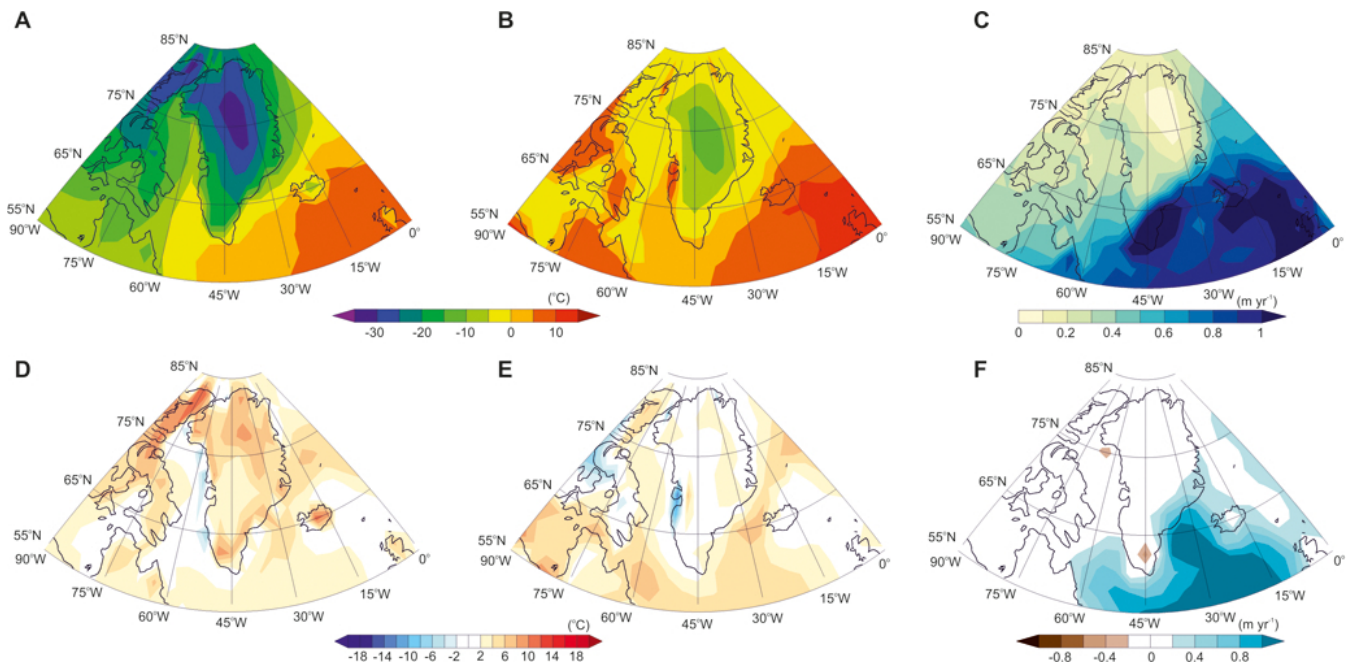 A
B
C
85°N
75°N
65°N
55°N
90°W
75°W
60°W
45°W
30°W
15°W
0°
85°N
75°N
65°N
55°N
90°W
75°W
60°W
45°W
30°W
15°W
0°
85°N
75°N
65°N
55°N
90°W
75°W
60°W
45°W
30°W
15°W
0°
(°C)
-30 -20 -10 0 10
(m yr⁻¹)
0 0.2 0.4 0.6 0.8 1
D
E
F
85°N
75°N
65°N
55°N
90°W
75°W
60°W
45°W
30°W
15°W
0°
85°N
75°N
65°N
55°N
90°W
75°W
60°W
45°W
30°W
15°W
0°
85°N
75°N
65°N
55°N
90°W
75°W
60°W
45°W
30°W
15°W
0°
(°C)
-18 -14 -10 -6 -2 2 6 10 14 18
(m yr⁻¹)
-0.8 -0.4 0 0.4 0.8